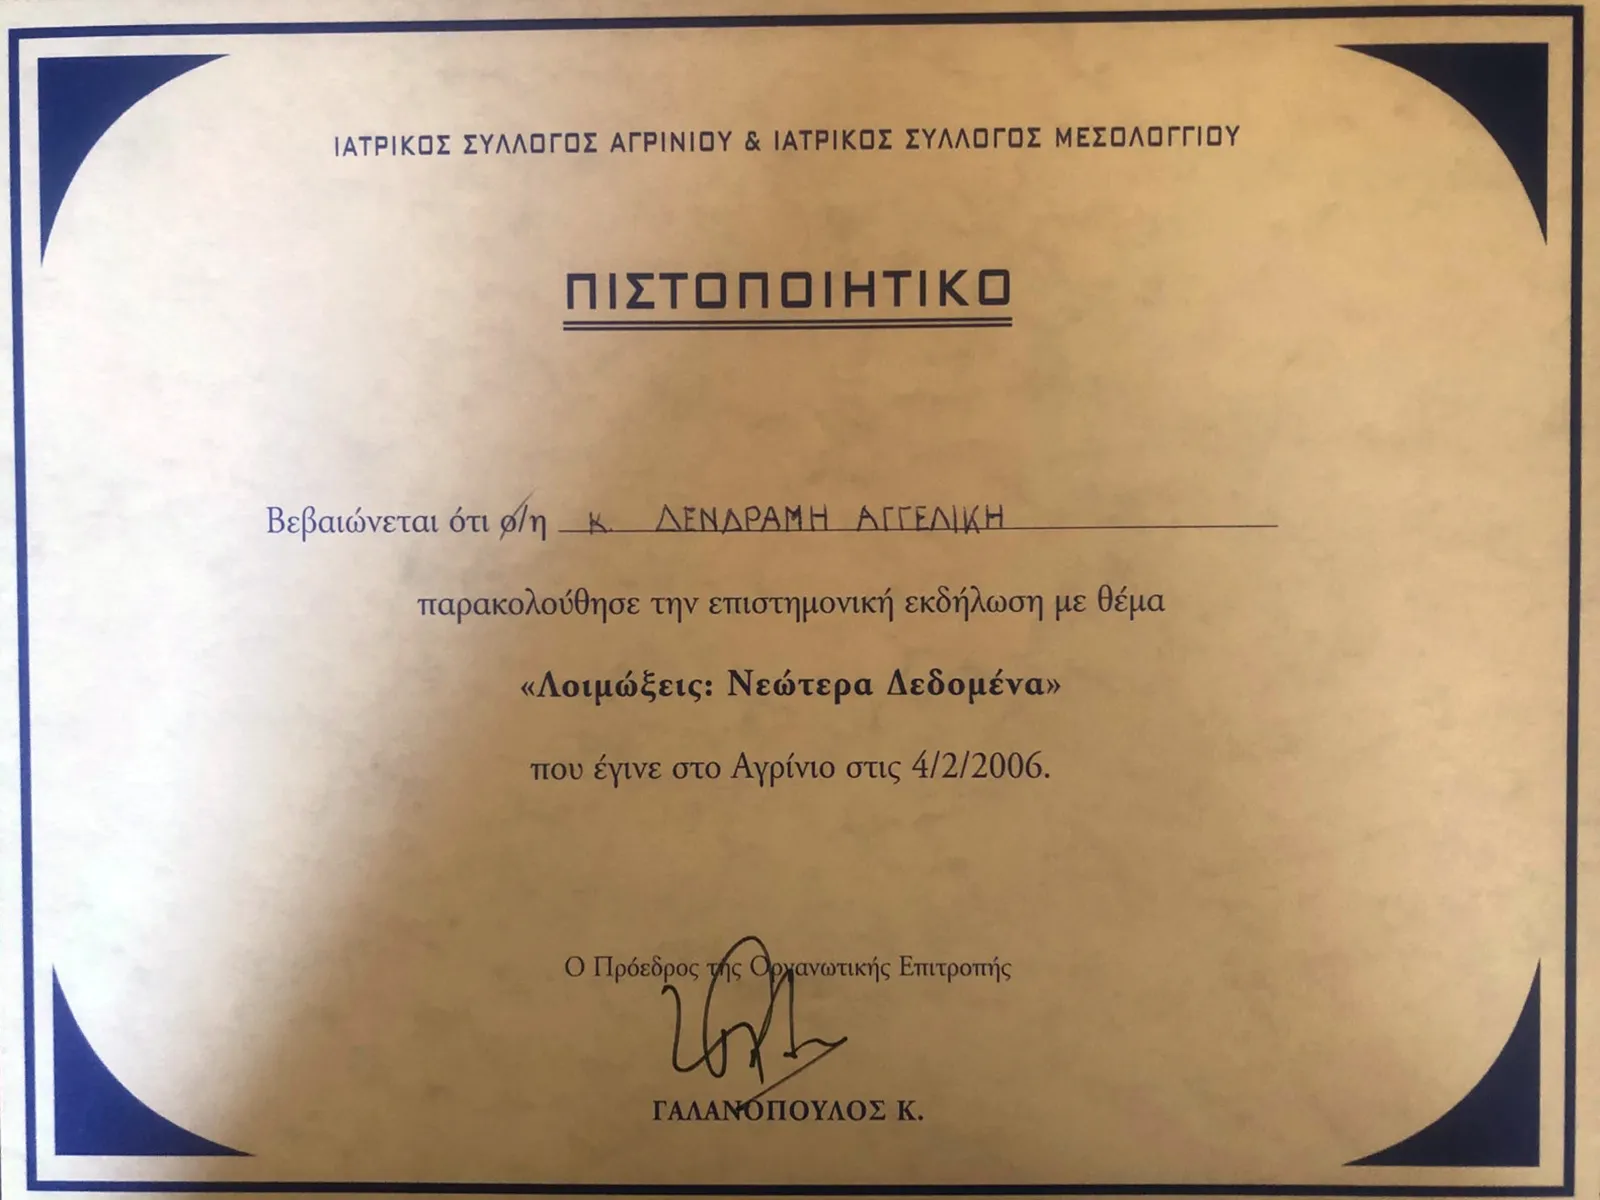 ΙΑΤΡΙΚΟΣ ΣΥΛΛΟΓΟΣ ΑΓΡΙΝΙΟΥ & ΙΑΤΡΙΚΟΣ ΣΥΛΛΟΓΟΣ ΜΕΣΟΛΟΓΓΙΟΥ
ΠΙΣΤΟΠΟΙΗΤΙΚΟ
Βεβαιώνεται ότι ο/η Κ. ΔΕΝΔΡΑΜΗ ΑΓΓΕΛΙΚΗ
παρακολούθησε την επιστημονική εκδήλωση με θέμα
«Λοιμώξεις: Νεώτερα Δεδομένα»
που έγινε στο Αγρίνιο στις 4/2/2006.
Ο Πρόεδρος της Οργανωτικής Επιτροπής
ΓΑΛΑΝΟΠΟΥΛΟΣ Κ.